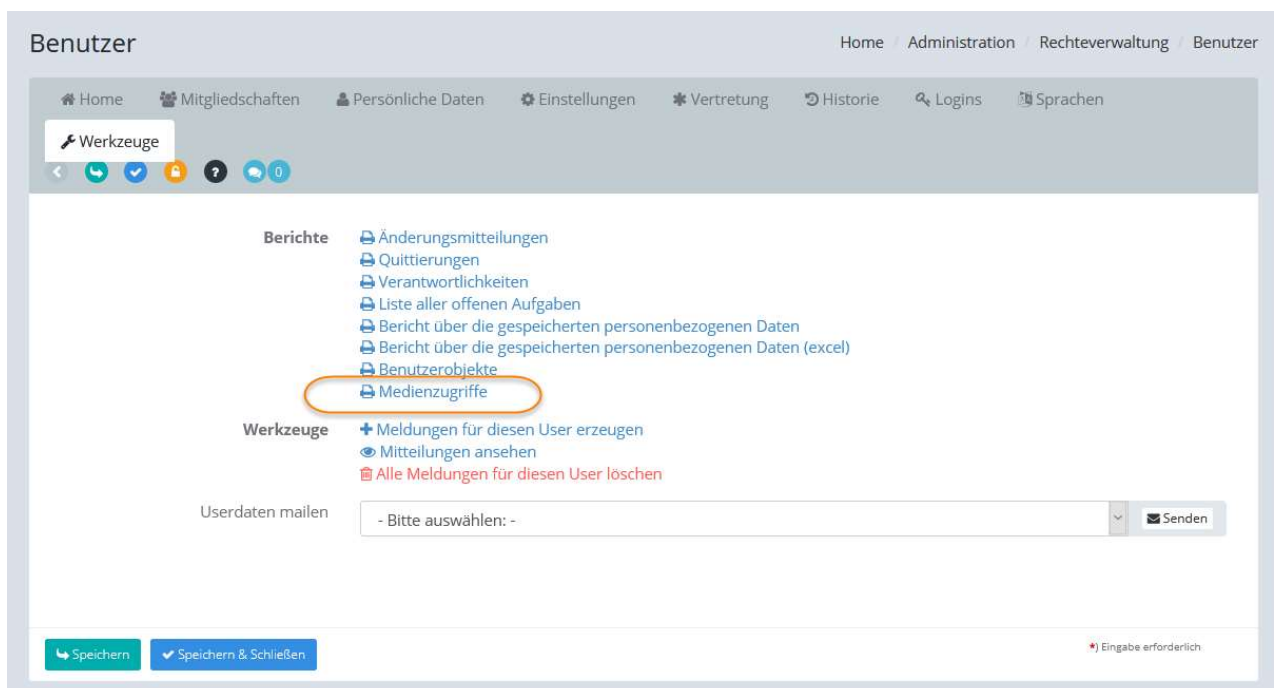 Benutzer
Home / Administration / Rechteverwaltung / Benutzer
Home Mitgliedschaften Persönliche Daten Einstellungen Vertretung Historie Logins Sprachen
Werkzeuge
0
Berichte
Änderungsmitteilungen
Quittierungen
Verantwortlichkeiten
Liste aller offenen Aufgaben
Bericht über die gespeicherten personenbezogenen Daten
Bericht über die gespeicherten personenbezogenen Daten (excel)
Benutzerobjekte
Medienzugriffe
Werkzeuge
Meldungen für diesen User erzeugen
Mitteilungen ansehen
Alle Meldungen für diesen User löschen
Userdaten mailen
- Bitte auswählen: -
Senden
Speichern
Speichern & Schließen
*) Eingabe erforderlich